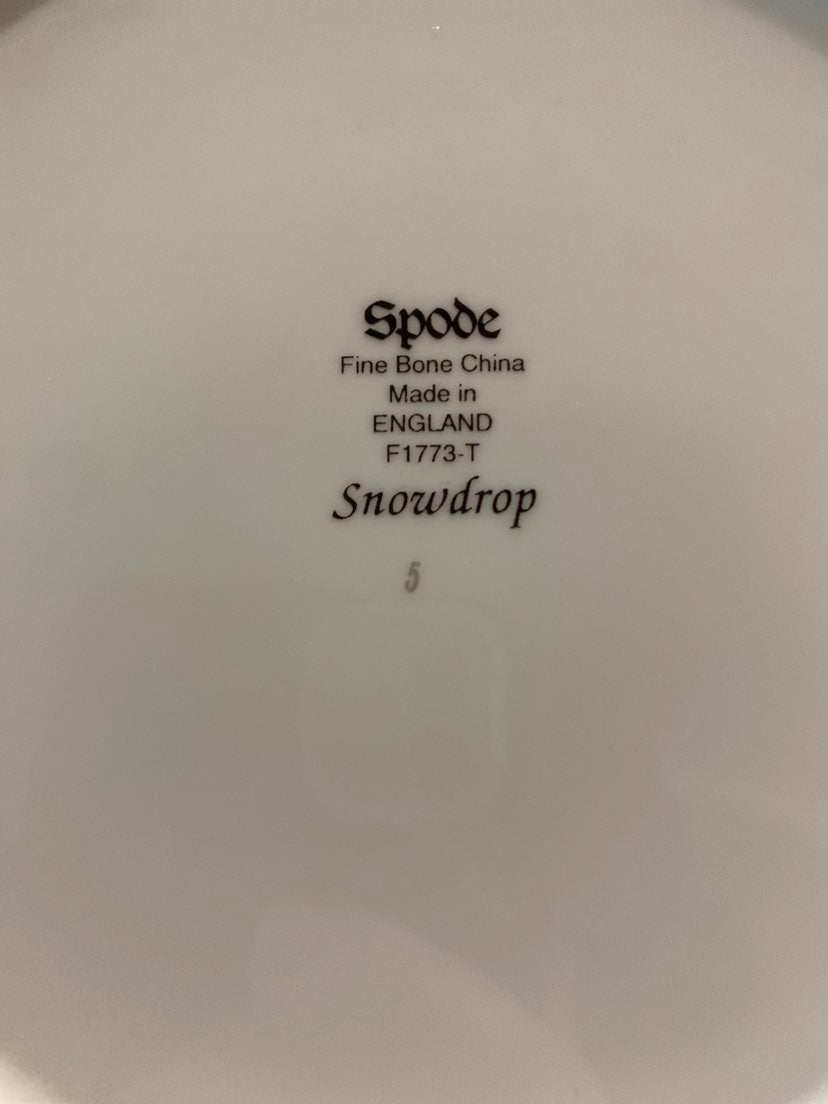 Spode
Fine Bone China
Made in
ENGLAND
F1773-T
Snowdrop
5